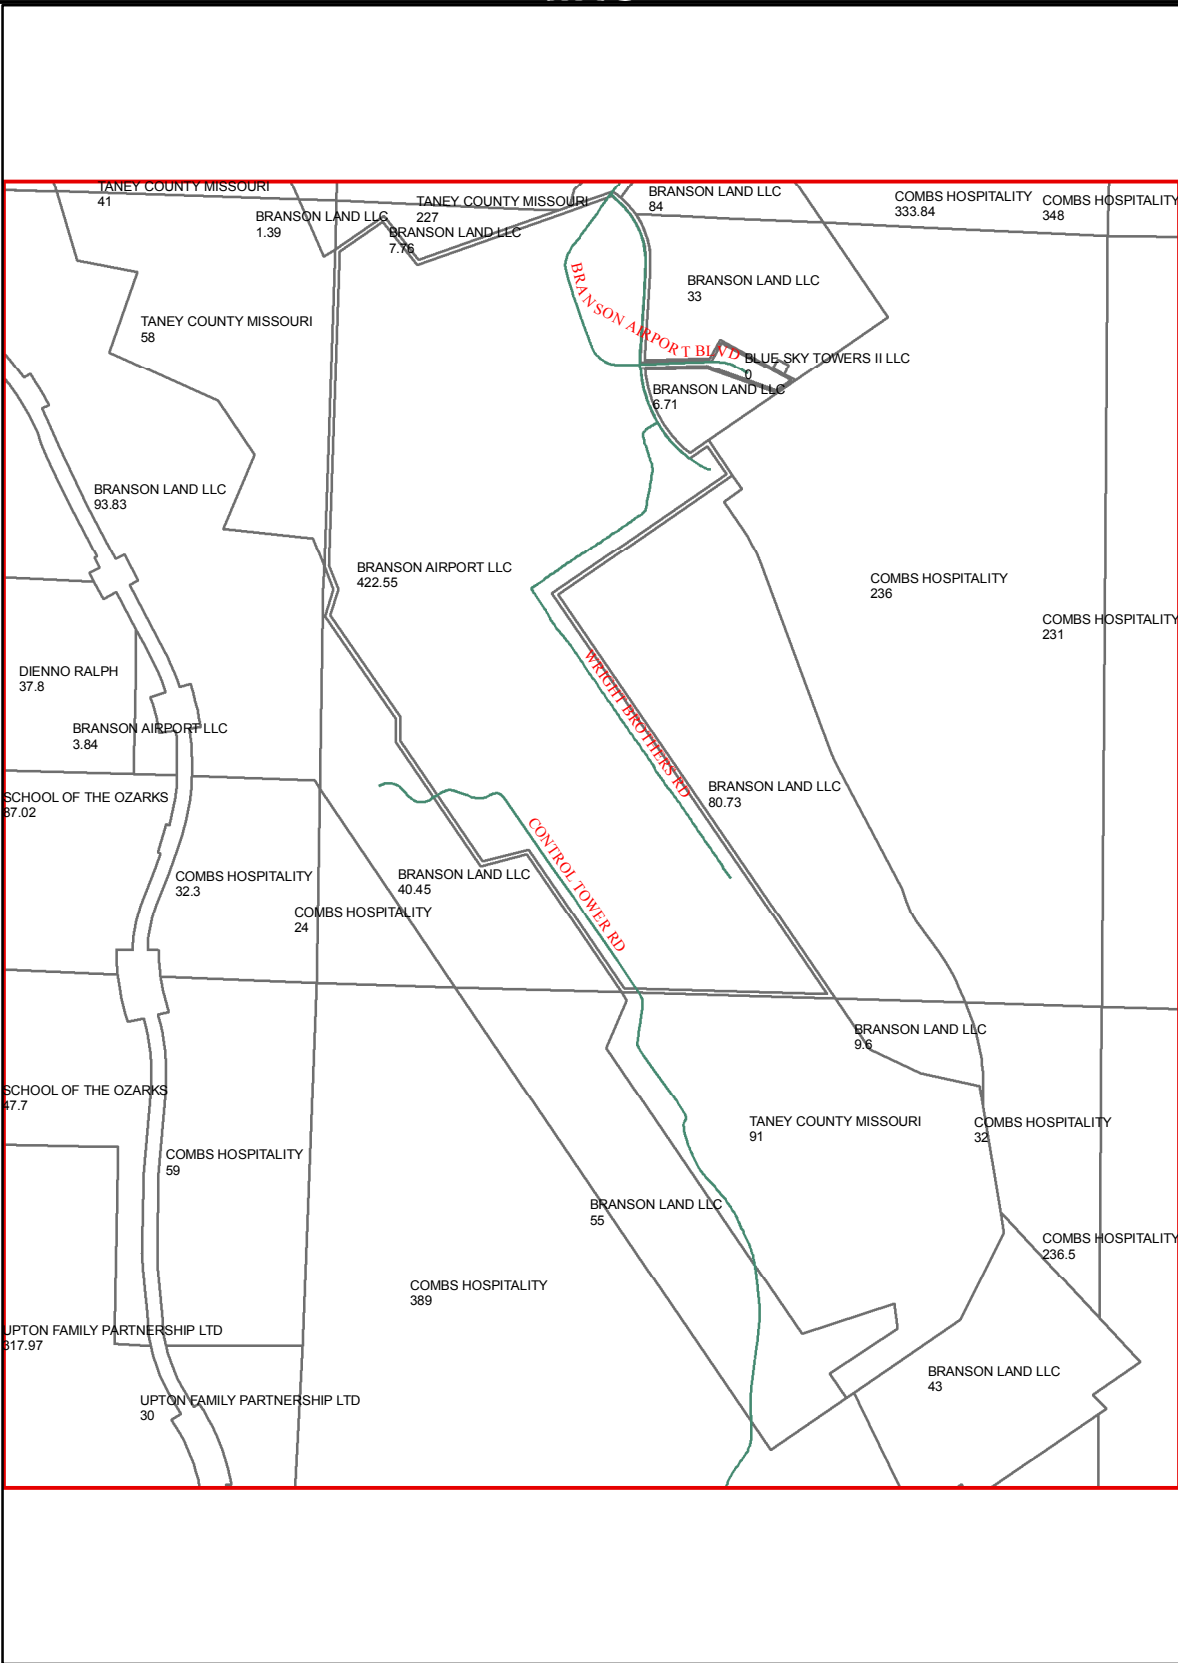 TANEY COUNTY MISSOURI
41
BRANSON LAND LLC
1.39
TANEY COUNTY MISSOURI
227
BRANSON LAND LLC
7.76
BRANSON LAND LLC
84
COMBS HOSPITALITY
333.84
COMBS HOSPITALITY
348
BRANSON LAND LLC
33
TANEY COUNTY MISSOURI
58
BRANSON AIRPORT BLVD
BLUE SKY TOWERS II LLC
0
BRANSON LAND LLC
6.71
BRANSON LAND LLC
93.83
BRANSON AIRPORT LLC
422.55
COMBS HOSPITALITY
236
COMBS HOSPITALITY
231
DIENNO RALPH
37.8
WRIGHT BROTHERS RD
BRANSON AIRPORT LLC
3.84
BRANSON LAND LLC
80.73
SCHOOL OF THE OZARKS
87.02
CONTROL TOWER RD
COMBS HOSPITALITY
32.3
BRANSON LAND LLC
40.45
COMBS HOSPITALITY
24
BRANSON LAND LLC
9.6
SCHOOL OF THE OZARKS
47.7
TANEY COUNTY MISSOURI
91
COMBS HOSPITALITY
32
COMBS HOSPITALITY
59
BRANSON LAND LLC
55
COMBS HOSPITALITY
236.5
COMBS HOSPITALITY
389
UPTON FAMILY PARTNERSHIP LTD
317.97
BRANSON LAND LLC
43
UPTON FAMILY PARTNERSHIP LTD
30